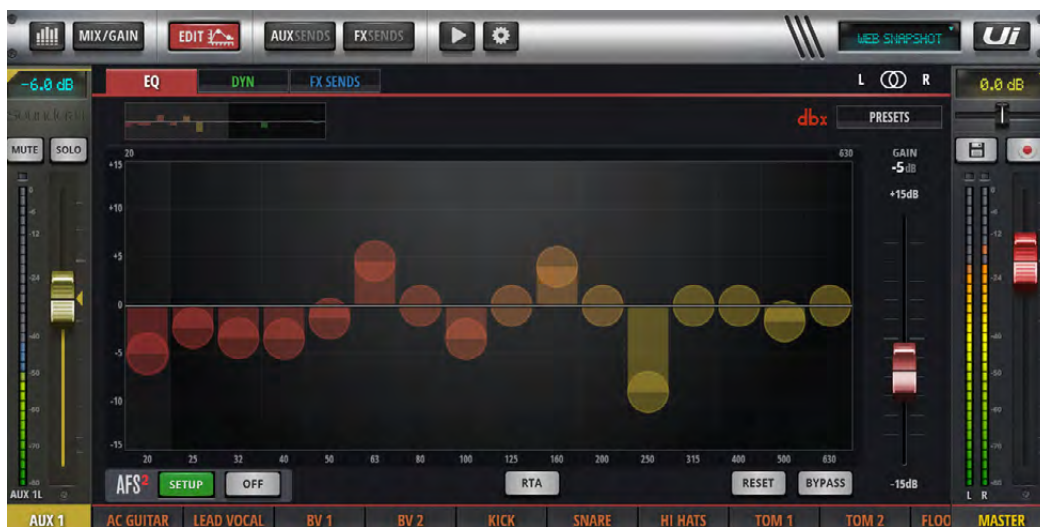 MIX/GAIN EDIT AUXSENDS FXSENDS WEB SNAPSHOT Ui
-6.0 dB EQ DYN FX SENDS L R 0.0 dB
dbx PRESETS
MUTE SOLO
20 630 GAIN
-5dB
+15 +15dB
+10
+5
0
-5
-10
-15
20 25 32 40 50 63 80 100 125 160 200 250 315 400 500 630
AFS2 SETUP OFF RTA RESET BYPASS -15dB
AUX 1L L R
AUX 1 AC GUITAR LEAD VOCAL BV 1 BV 2 KICK SNARE HI HATS TOM 1 TOM 2 FLOO MASTER